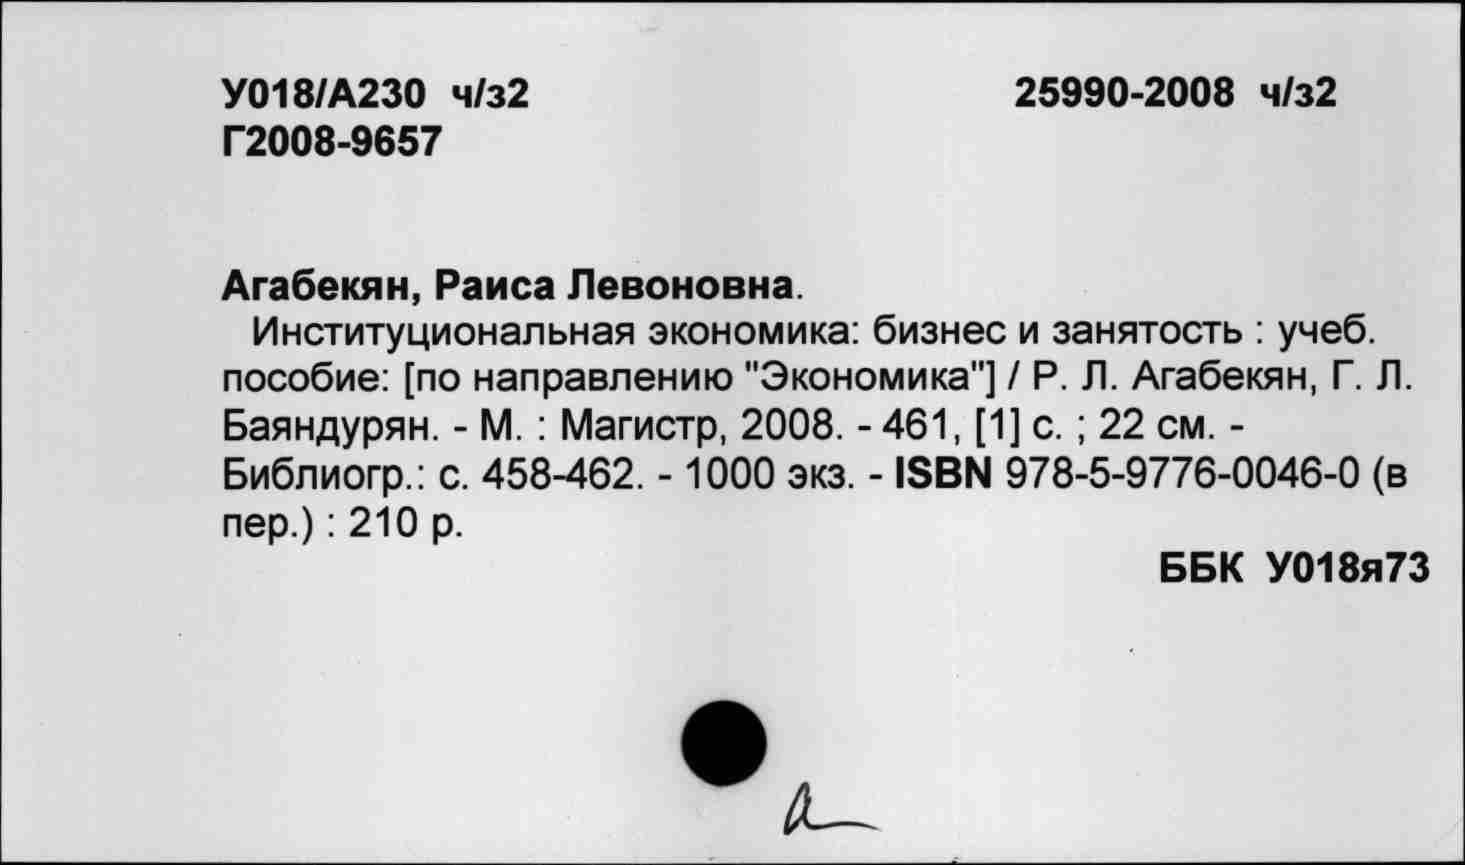 У018/А230 ч/з2 25990-2008 ч/з2
Г2008-9657
Агабекян, Раиса Левоновна.
Институциональная экономика: бизнес и занятость : учеб.
пособие: [по направлению "Экономика"] / Р. Л. Агабекян, Г. Л.
Баяндурян. - М. : Магистр, 2008. - 461, [1] с. ; 22 см. -
Библиогр.: с. 458-462. - 1000 экз. - ISBN 978-5-9776-0046-0 (в
пер.) : 210 р.
ББК У018я73